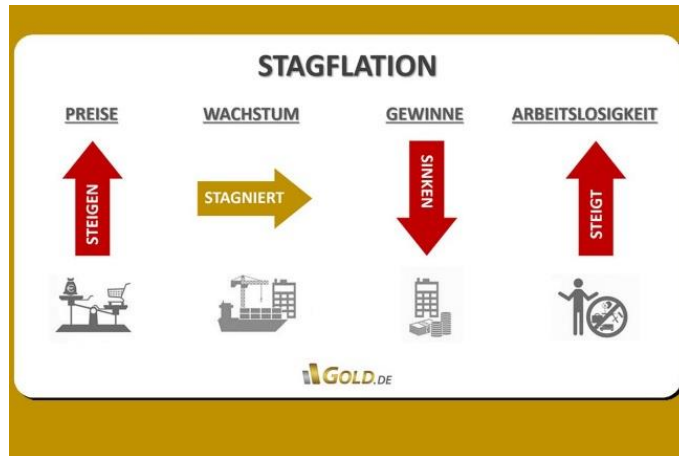 STAGFLATION
PREISE
WACHSTUM
GEWINNE
ARBEITSLOSIGKEIT
STEIGEN
STAGNIERT
SINKEN
STEIGT
GOLD.DE